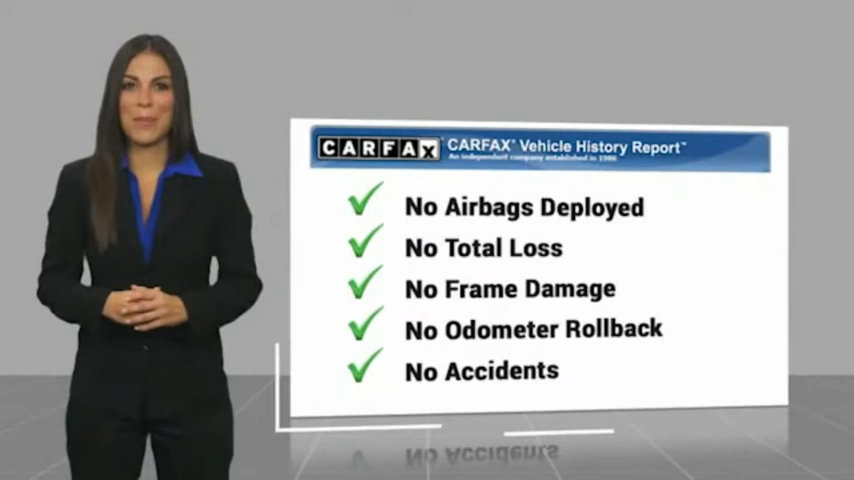 CARFAX CARFAX® Vehicle History Report™
An independent company established in 1986
No Airbags Deployed
No Total Loss
No Frame Damage
No Odometer Rollback
No Accidents
No Accidents